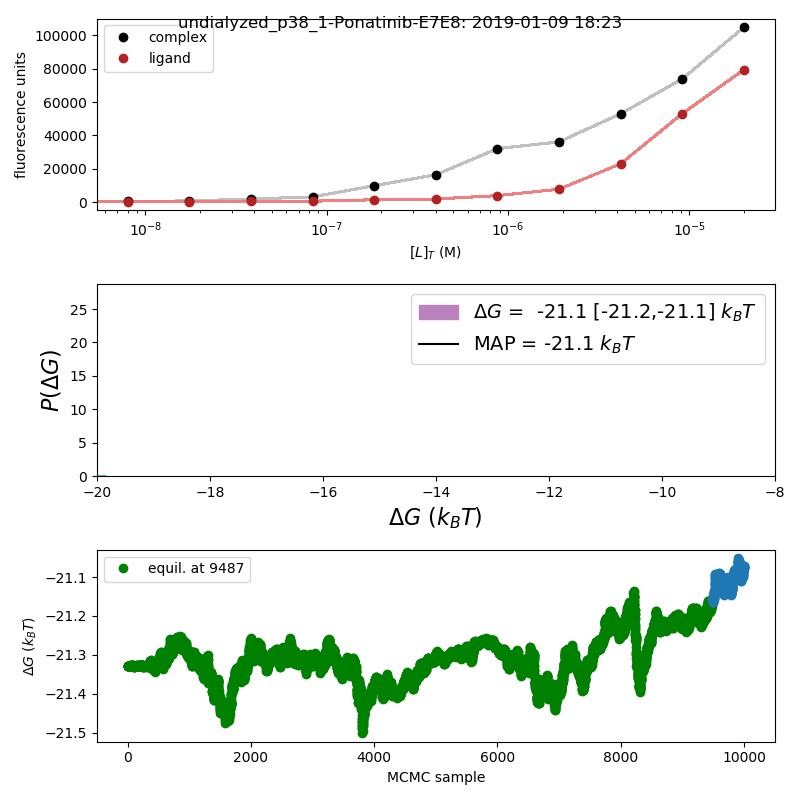 undialyzed_p38_1-Ponatinib-E7E8: 2019-01-09 18:23
complex
ligand
fluorescence units
100000
80000
60000
40000
20000
0
10⁻⁸ 10⁻⁷ 10⁻⁶ 10⁻⁵
[L]_T (M)
ΔG = -21.1 [-21.2,-21.1] k_BT
MAP = -21.1 k_BT
P(ΔG)
25
20
15
10
5
0
−20 −18 −16 −14 −12 −10 −8
ΔG (k_BT)
equil. at 9487
ΔG (k_BT)
−21.1
−21.2
−21.3
−21.4
−21.5
0 2000 4000 6000 8000 10000
MCMC sample